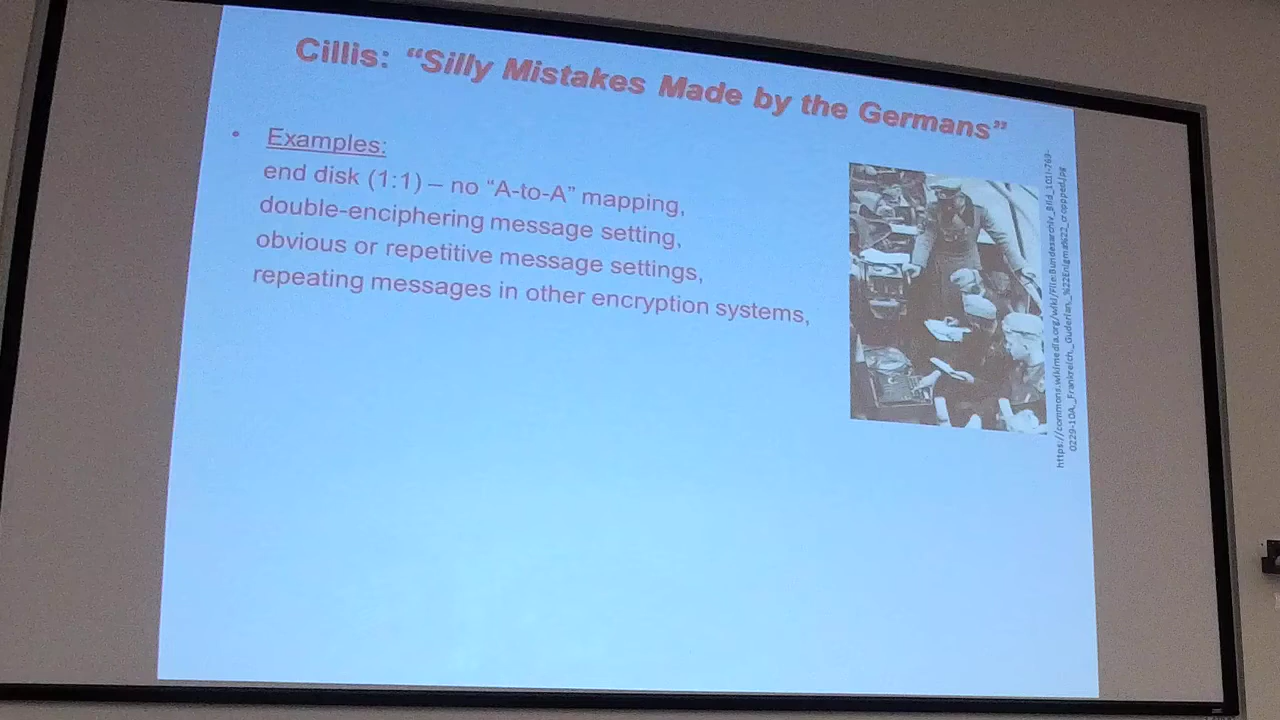 Cillis: “Silly Mistakes Made by the Germans”
• Examples:
end disk (1:1) – no “A-to-A” mapping,
double-enciphering message setting,
obvious or repetitive message settings,
repeating messages in other encryption systems,
https://commons.wikimedia.org/wiki/File:Bundesarchiv_Bild_101I-769-
0229-10A,_Frankreich,_Guderian,_%22Enigma%22_cropped.jpg